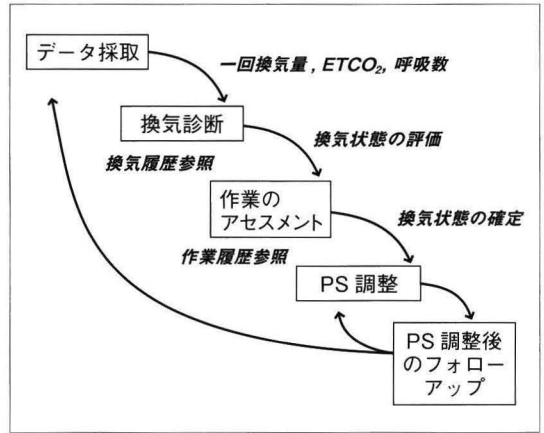 データ採取
一回換気量, ETCO₂, 呼吸数
換気診断
換気状態の評価
換気履歴参照
作業の
アセスメント
換気状態の確定
作業履歴参照
PS 調整
PS 調整後
のフォロー
アップ